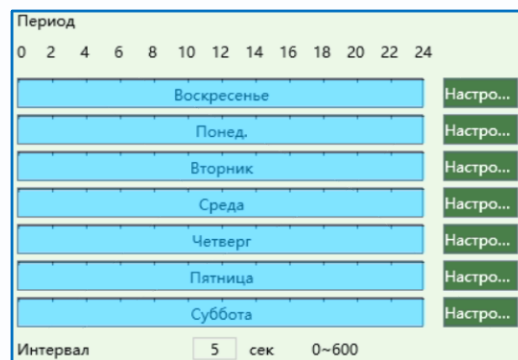 Период
0 2 4 6 8 10 12 14 16 18 20 22 24
Воскресенье Настро...
Понед. Настро...
Вторник Настро...
Среда Настро...
Четверг Настро...
Пятница Настро...
Суббота Настро...
Интервал 5 сек 0~600